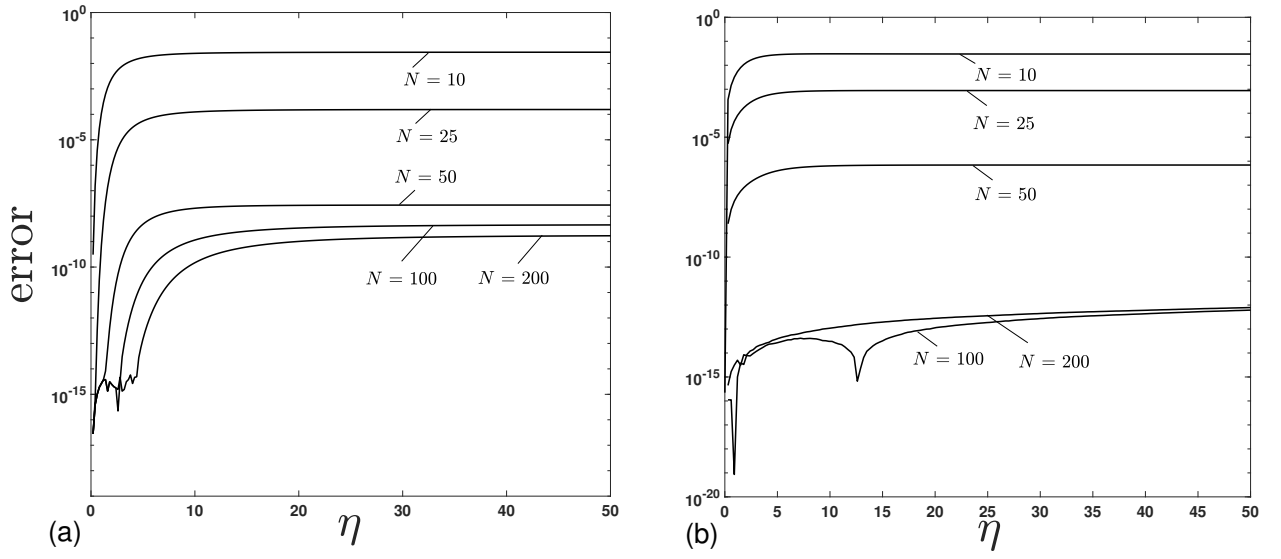 error
10^0
10^-5
10^-10
10^-15
N = 10
N = 25
N = 50
N = 100
N = 200
0 10 20 30 40 50
(a)
η
10^0
10^-5
10^-10
10^-15
10^-20
N = 10
N = 25
N = 50
N = 100
N = 200
0 5 10 15 20 25 30 35 40 45 50
(b)
η